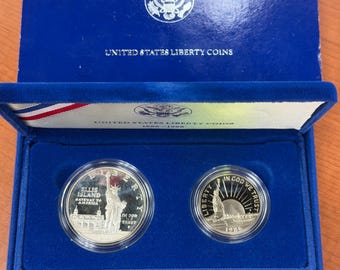 UNITED STATES LIBERTY COINS
UNITED STATES LIBERTY COINS
1886-1986
ELLIS
ISLAND
GATEWAY TO
AMERICA
LIBERTY
IN GOD WE TRUST
1986